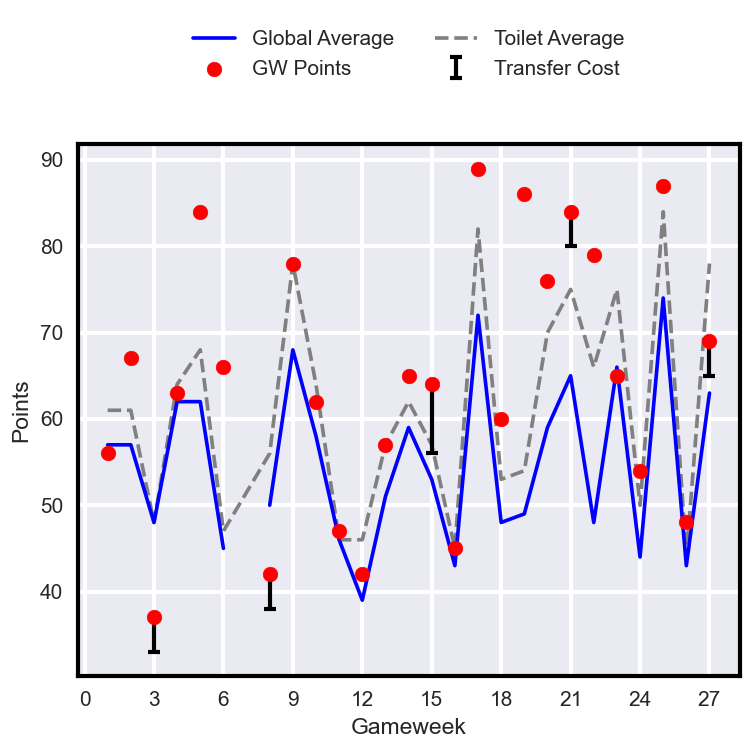 Global Average
Toilet Average
GW Points
Transfer Cost
90
80
70
60
50
40
Points
0 3 6 9 12 15 18 21 24 27
Gameweek